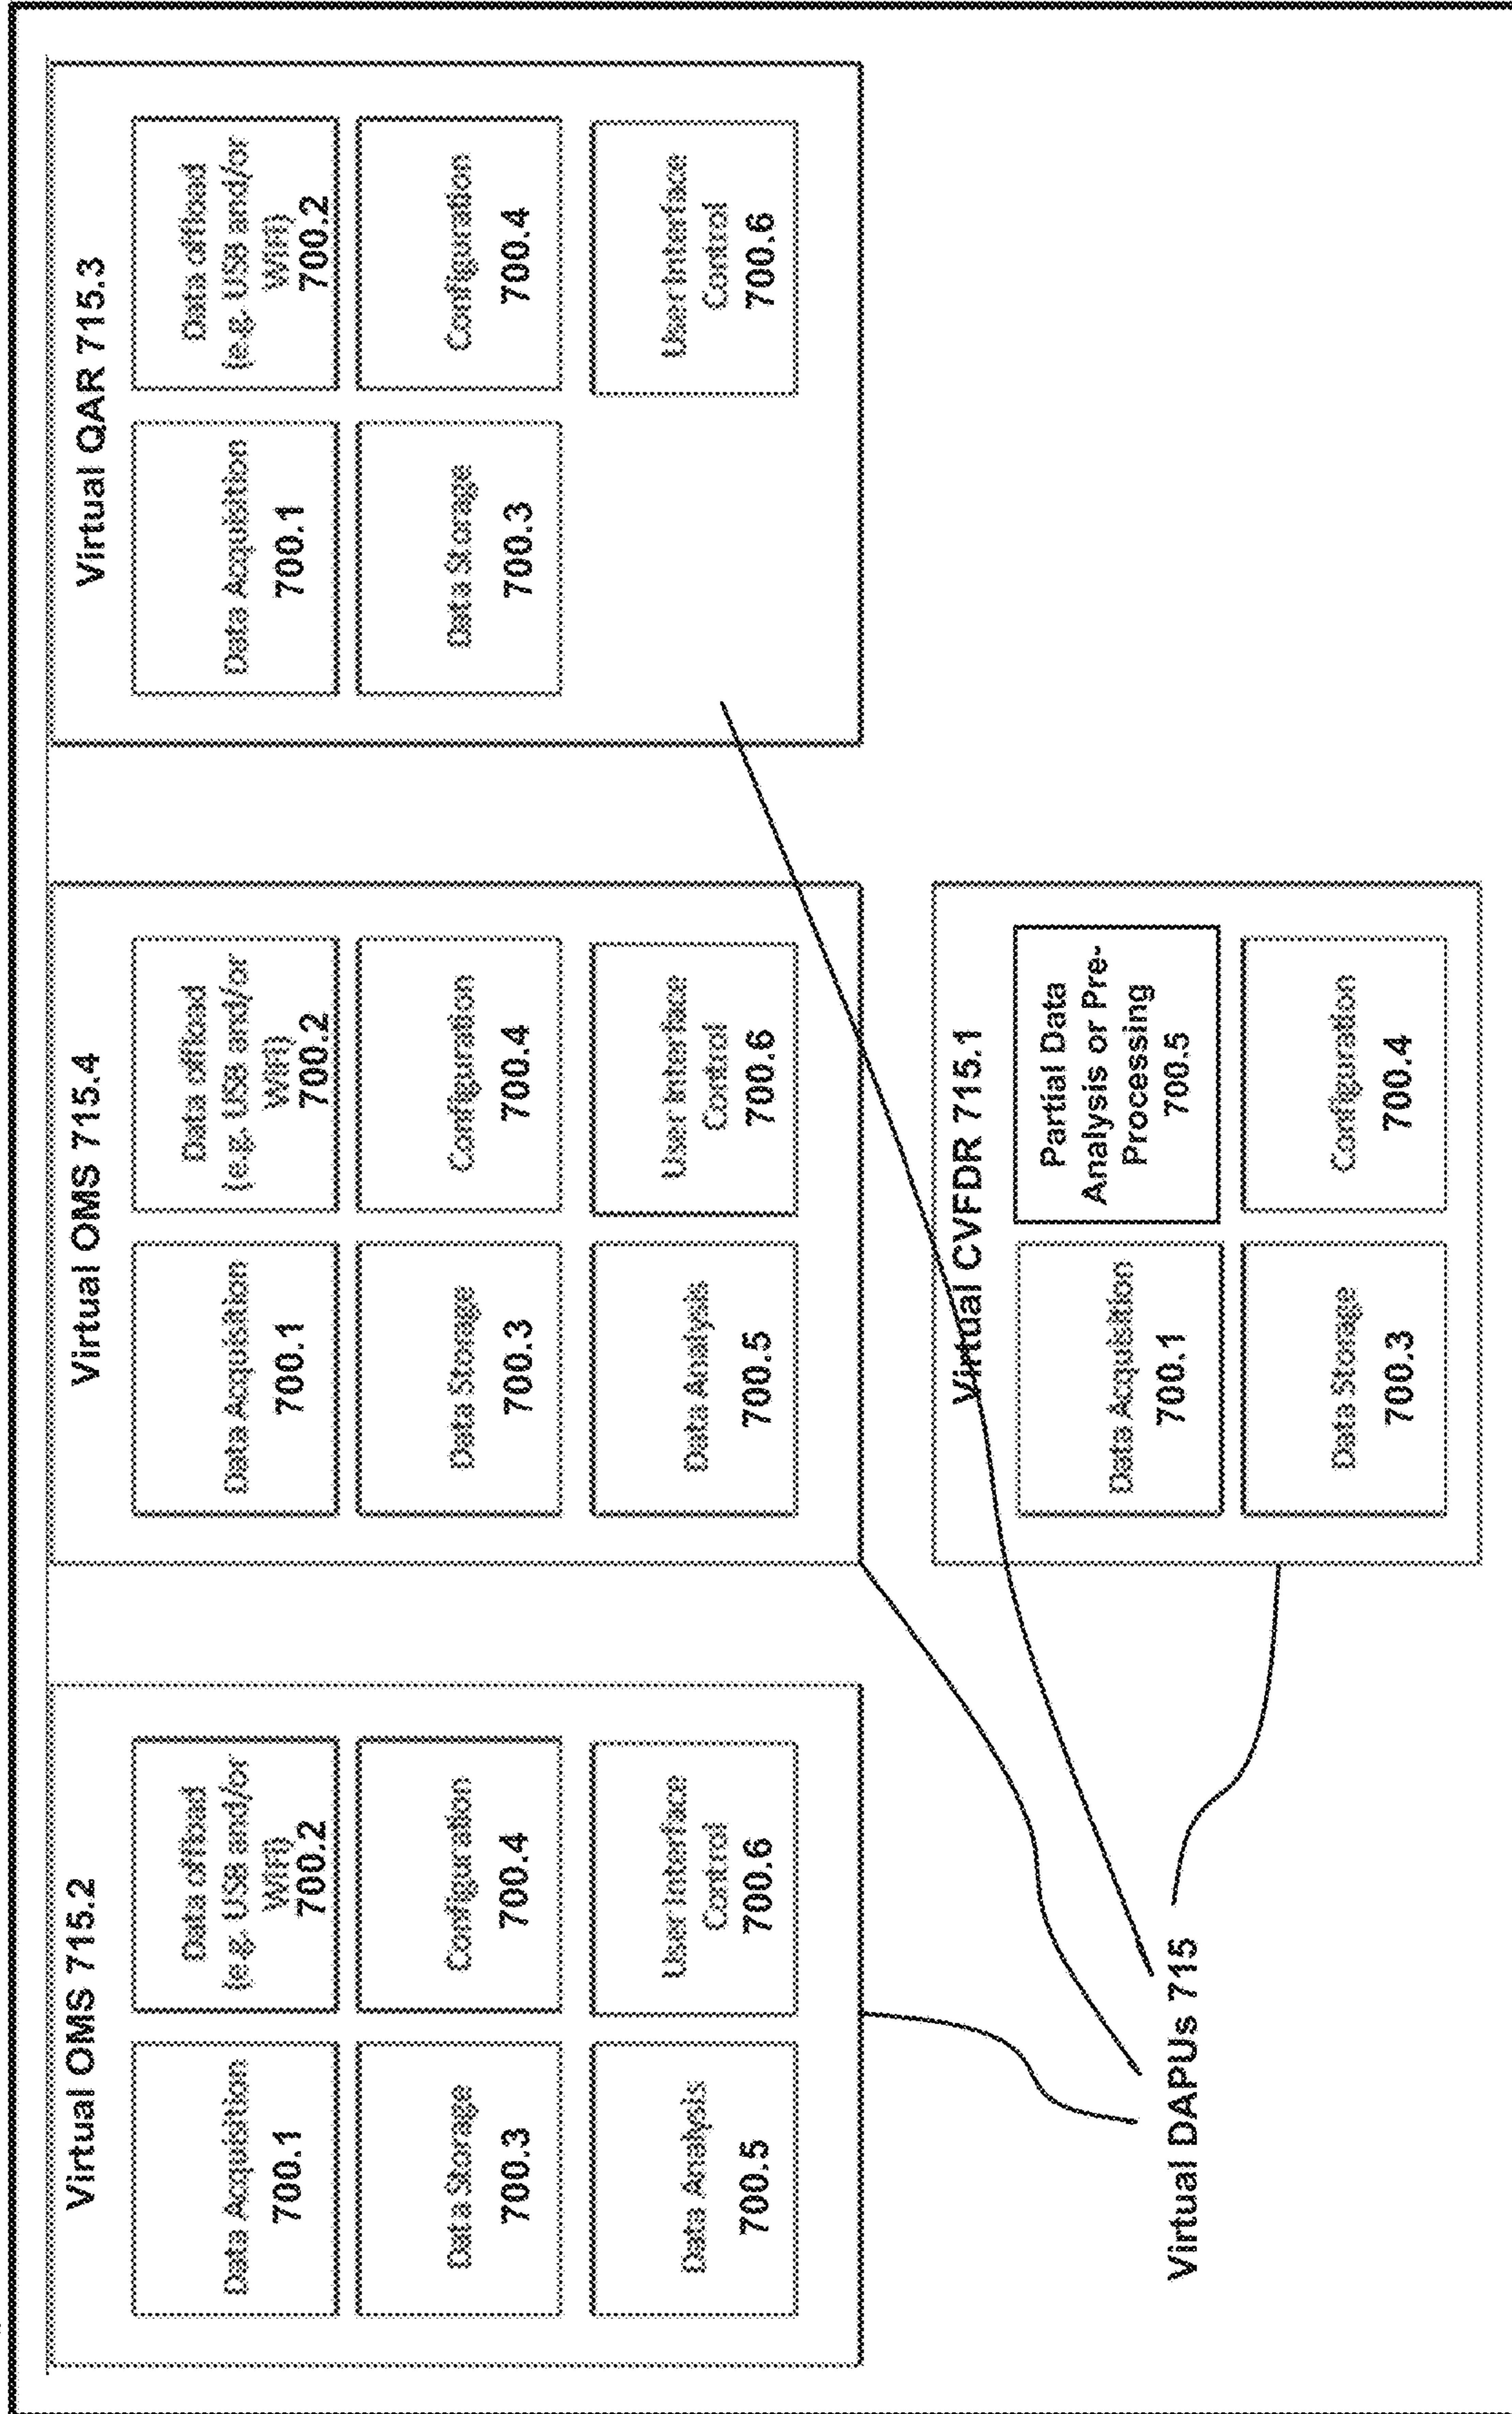 Virtual OMS 715.2
Data Acquisition
700.1
Data offload
(e.g. USB and/or
Wifi)
700.2
Data Storage
700.3
Configuration
700.4
Data Analysis
700.5
User Interface
Control
700.6
Virtual OMS 715.4
Data Acquisition
700.1
Data offload
(e.g. USB and/or
Wifi)
700.2
Data Storage
700.3
Configuration
700.4
Data Analysis
700.5
User Interface
Control
700.6
Virtual QAR 715.3
Data Acquisition
700.1
Data offload
(e.g. USB and/or
Wifi)
700.2
Data Storage
700.3
Configuration
700.4
User Interface
Control
700.6
Virtual CVFDR 715.1
Data Acquisition
700.1
Partial Data
Analysis or Pre-
Processing
700.5
Data Storage
700.3
Configuration
700.4
Virtual DAPUs 715